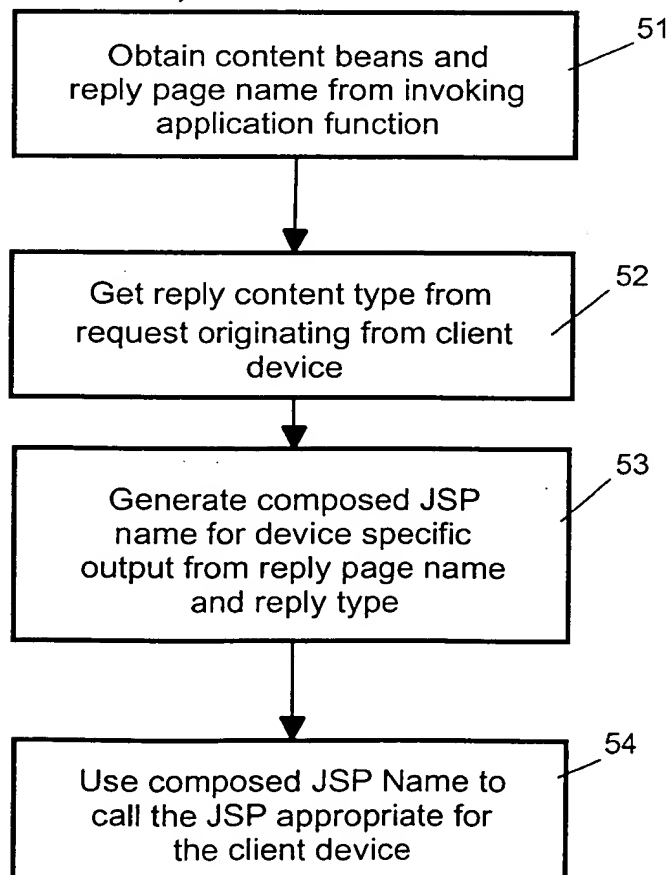 51
Obtain content beans and
reply page name from invoking
application function
52
Get reply content type from
request originating from client
device
53
Generate composed JSP
name for device specific
output from reply page name
and reply type
54
Use composed JSP Name to
call the JSP appropriate for
the client device